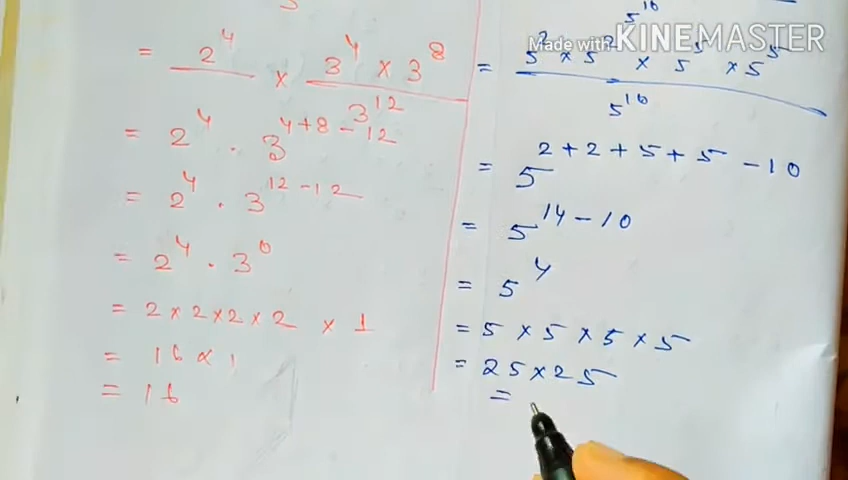 = 2^4 / × 3^4 × 3^8 / 3^12
= 2^4 . 3^4+8-12
= 2^4 . 3^12-12
= 2^4 . 3^0
= 2 × 2 × 2 × 2 × 1
= 16 × 1
= 16
5^10
= 5^2 × 5^2 × 5^5 × 5^5 / 5^10
= 5^2+2+5+5-10
= 5^14-10
= 5^4
= 5 × 5 × 5 × 5
= 25 × 25
=
Made with KINEMASTER